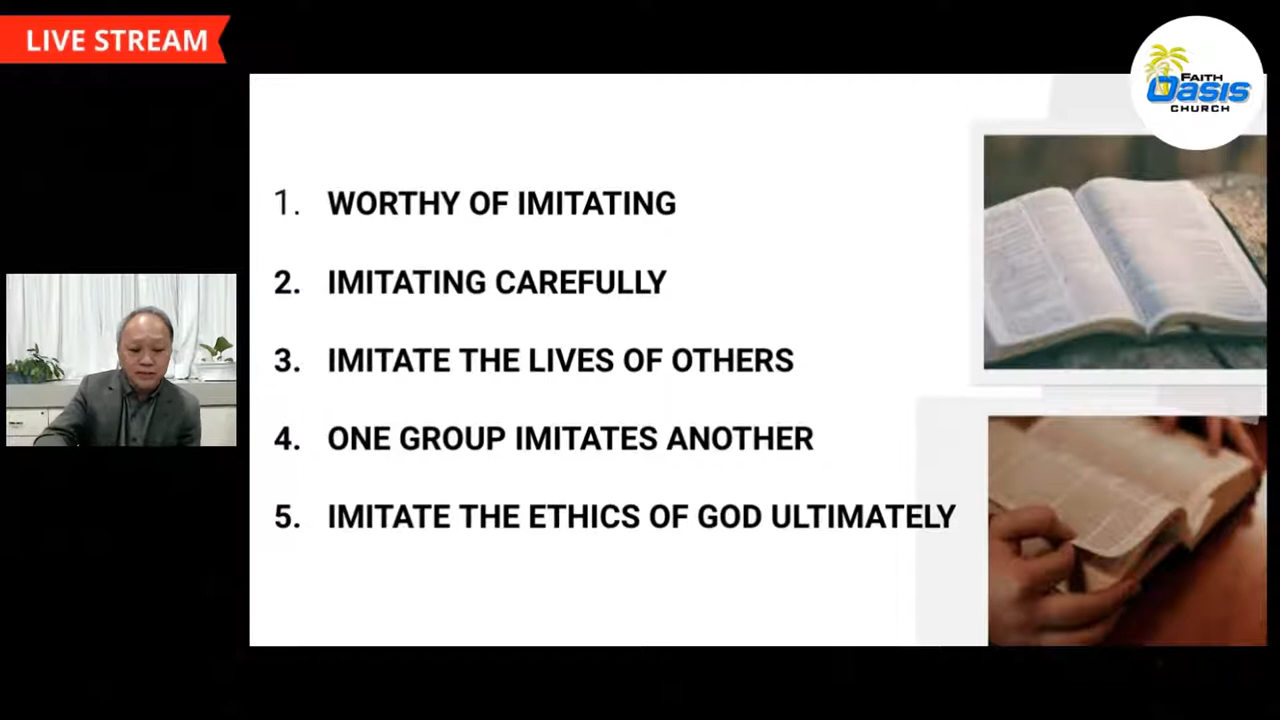 LIVE STREAM
FAITH
Oasis
CHURCH
1. WORTHY OF IMITATING
2. IMITATING CAREFULLY
3. IMITATE THE LIVES OF OTHERS
4. ONE GROUP IMITATES ANOTHER
5. IMITATE THE ETHICS OF GOD ULTIMATELY